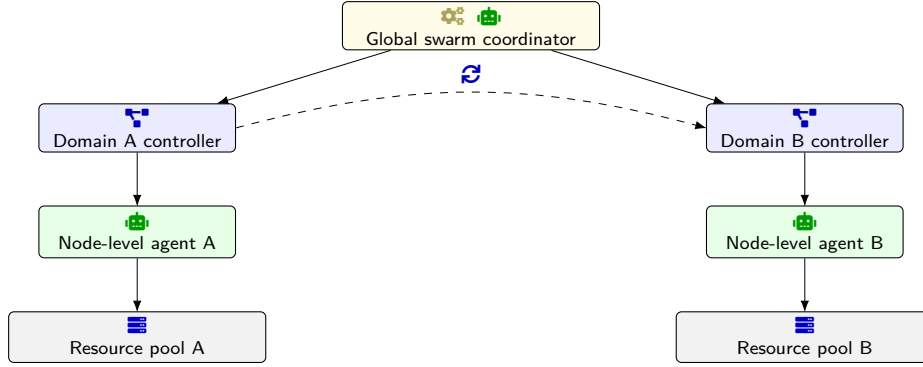 Global swarm coordinator
Domain A controller
Domain B controller
Node-level agent A
Node-level agent B
Resource pool A
Resource pool B